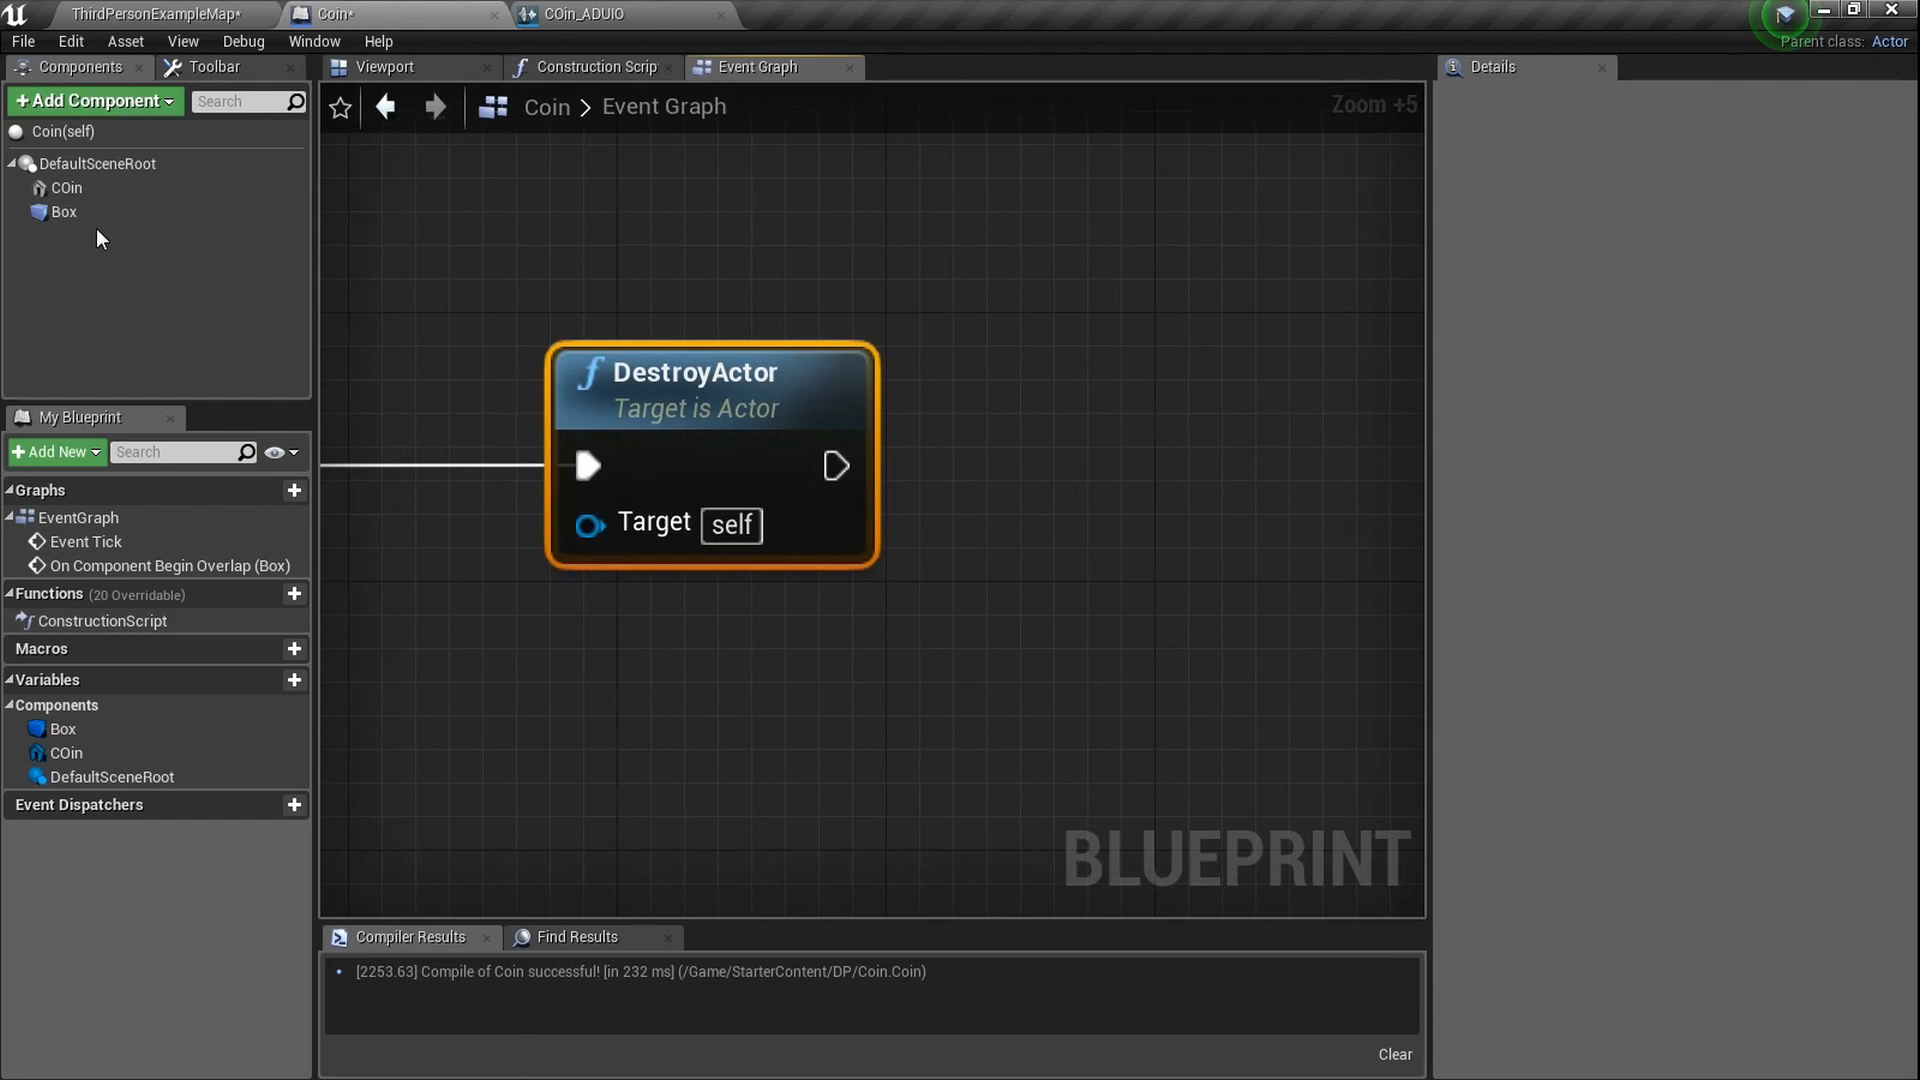 ThirdPersonExampleMap*
Coin*
COin_ADUIO
File Edit Asset View Debug Window Help
Parent class: Actor
Components
Toolbar
Viewport
Construction Scrip
Event Graph
Details
+Add Component
Search
Coin > Event Graph
Zoom +5
Coin(self)
DefaultSceneRoot
COin
Box
DestroyActor
Target is Actor
Target self
My Blueprint
+Add New
Search
Graphs
EventGraph
Event Tick
On Component Begin Overlap (Box)
Functions (20 Overridable)
ConstructionScript
Macros
Variables
Components
Box
COin
DefaultSceneRoot
Event Dispatchers
BLUEPRINT
Compiler Results
Find Results
[2253.63] Compile of Coin successful! [in 232 ms] (/Game/StarterContent/DP/Coin.Coin)
Clear